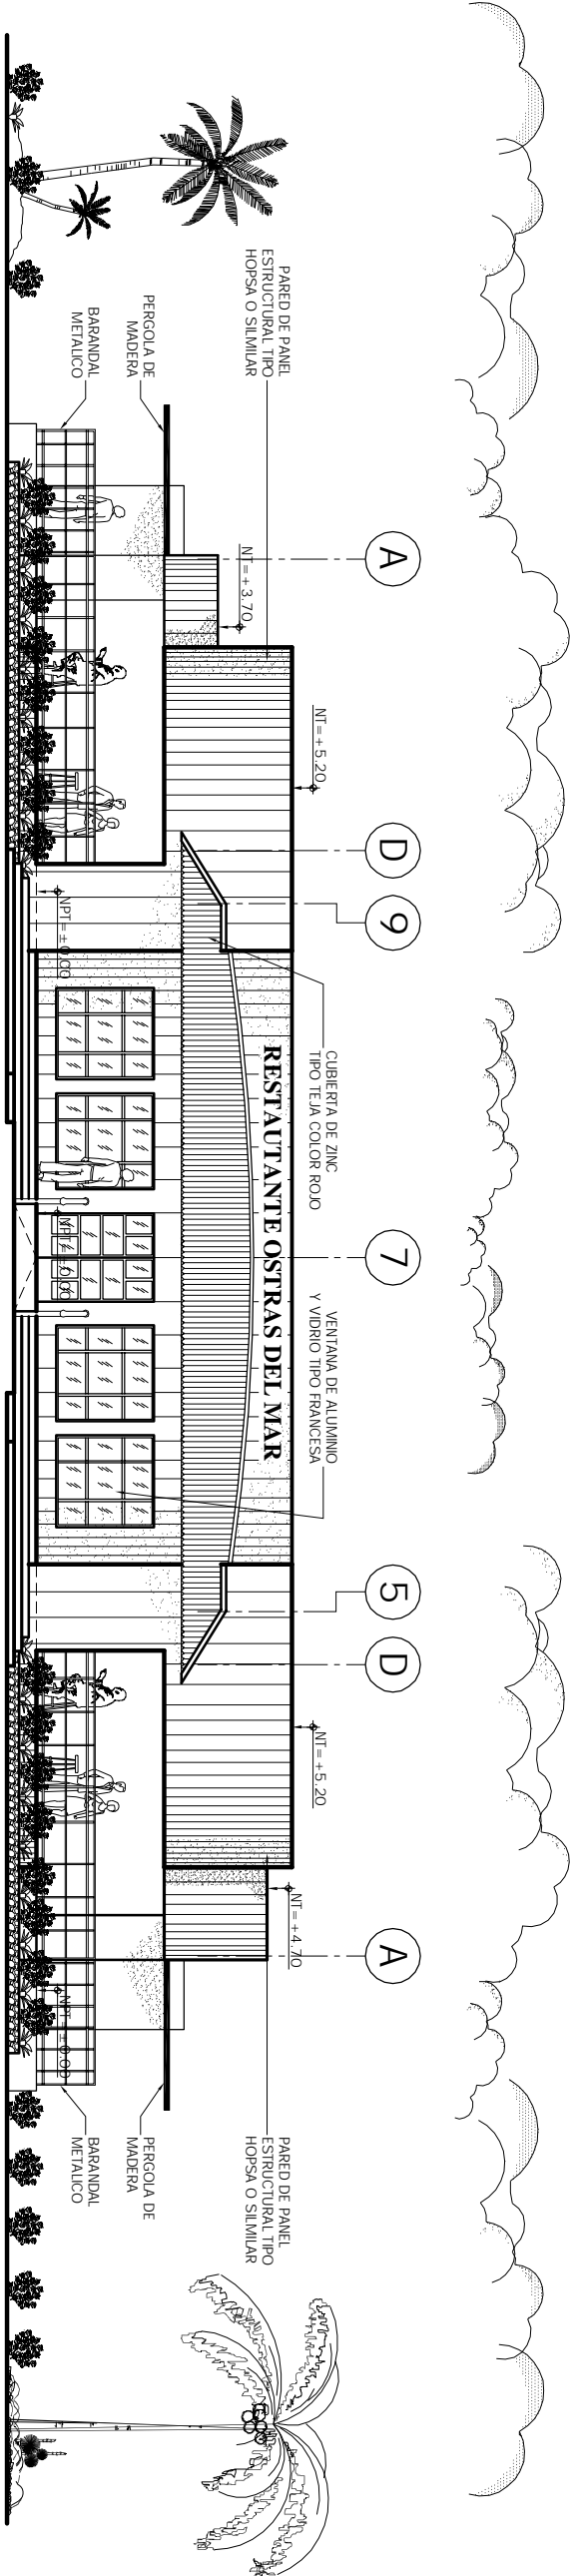 A
D
9
7
5
D
A
NT=+3.70
NT=+5.20
NT=+5.20
NT=+4.70
PARED DE PANEL
ESTRUCTURAL TIPO
HOPSA O SILMILAR
PERGOLA DE
MADERA
BARANDAL
METALICO
CUBIERTA DE ZINC
TIPO TEJA COLOR ROJO
VENTANA DE ALUMINIO
Y VIDRIO TIPO FRANCESA
RESTAUTANTE OSTRAS DEL MAR
PARED DE PANEL
ESTRUCTURAL TIPO
HOPSA O SILMILAR
PERGOLA DE
MADERA
BARANDAL
METALICO
NPT=±0.00
NPT=±0.00
NPT=±0.00